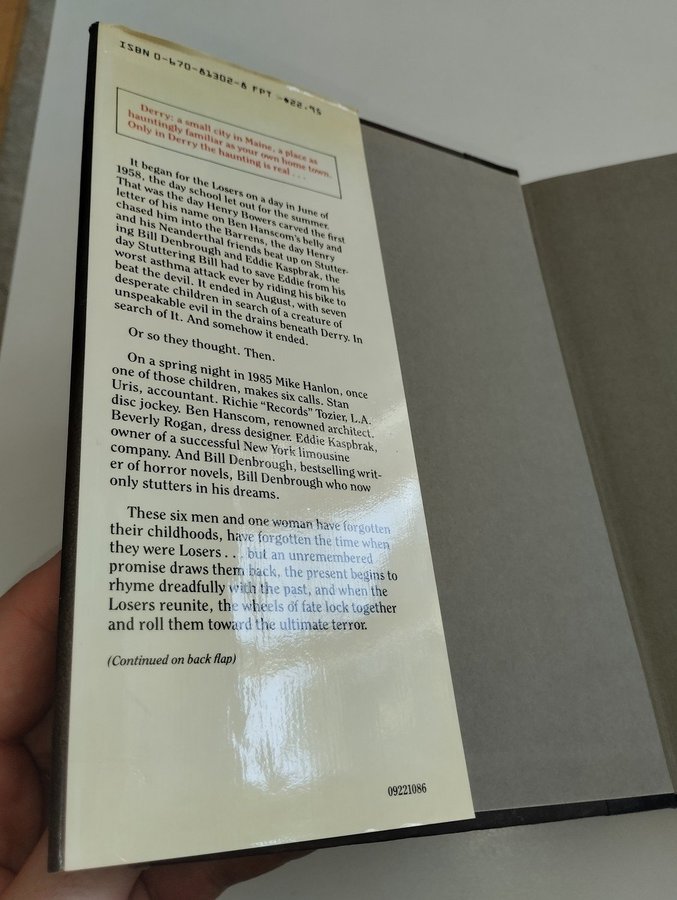 ISBN 0-670-81302-8 FPT -$22.95
Derry: a small city in Maine, a place as
hauntingly familiar as your own home town.
Only in Derry the haunting is real . . .
It began for the Losers on a day in June of
1958, the day school let out for the summer.
That was the day Henry Bowers carved the first
letter of his name on Ben Hanscom's belly and
chased him into the Barrens, the day Henry
and his Neanderthal friends beat up on Stutter-
ing Bill Denbrough and Eddie Kaspbrak, the
day Stuttering Bill had to save Eddie from his
worst asthma attack ever by riding his bike to
beat the devil. It ended in August, with seven
desperate children in search of a creature of
unspeakable evil in the drains beneath Derry. In
search of It. And somehow it ended.
Or so they thought. Then.
On a spring night in 1985 Mike Hanlon, once
one of those children, makes six calls. Stan
Uris, accountant. Richie "Records" Tozier, L.A.
disc jockey. Ben Hanscom, renowned architect.
Beverly Rogan, dress designer. Eddie Kaspbrak,
owner of a successful New York limousine
company. And Bill Denbrough, bestselling writ-
er of horror novels, Bill Denbrough who now
only stutters in his dreams.
These six men and one woman have forgotten
their childhoods, have forgotten the time when
they were Losers . . . but an unremembered
promise draws them back, the present begins to
rhyme dreadfully with the past, and when the
Losers reunite, the wheels of fate lock together
and roll them toward the ultimate terror.
(Continued on back flap)
09221086